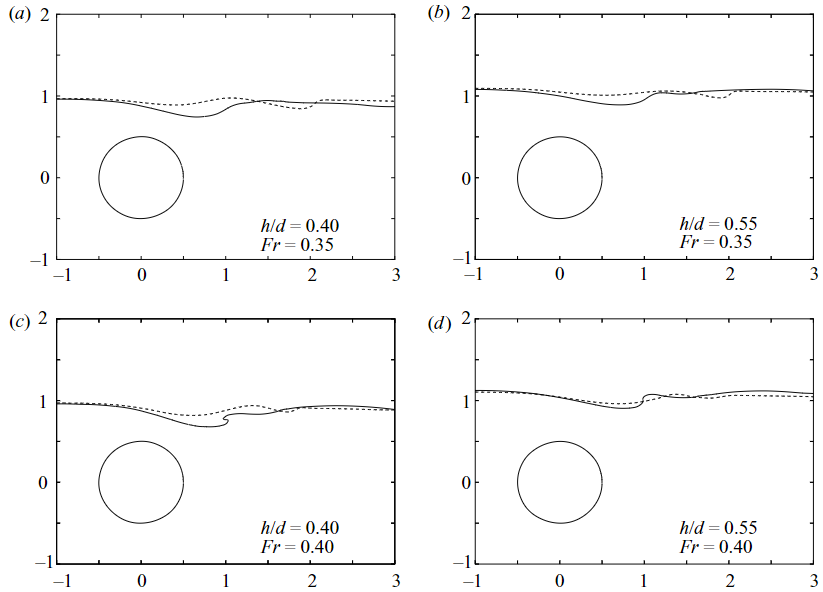 (a)
2
1
0
–1
–1 0 1 2 3
h/d = 0.40
Fr = 0.35
(b)
2
1
0
–1
–1 0 1 2 3
h/d = 0.55
Fr = 0.35
(c)
2
1
0
–1
–1 0 1 2 3
h/d = 0.40
Fr = 0.40
(d)
2
1
0
–1
–1 0 1 2 3
h/d = 0.55
Fr = 0.40